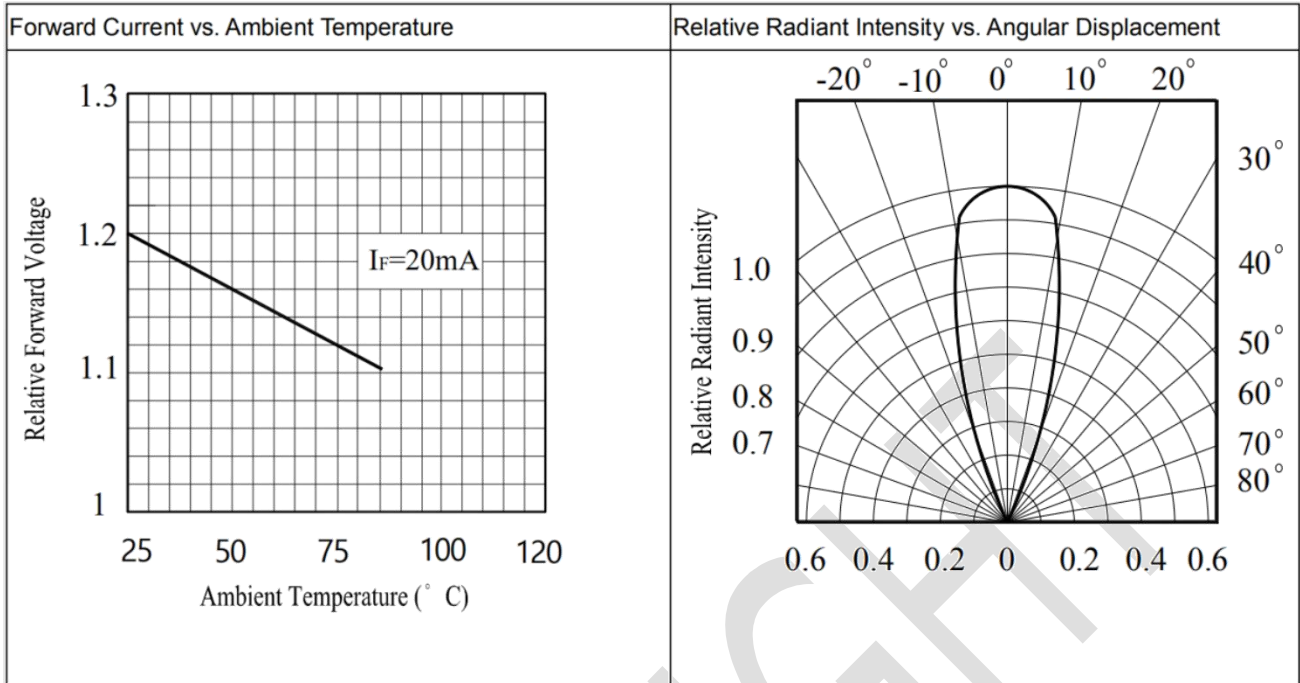 Forward Current vs. Ambient Temperature
Relative Forward Voltage
1.3
1.2
1.1
1
IF=20mA
25 50 75 100 120
Ambient Temperature (° C)
Relative Radiant Intensity vs. Angular Displacement
-20° -10° 0° 10° 20°
30°
40°
50°
60°
70°
80°
Relative Radiant Intensity
1.0
0.9
0.8
0.7
0.6 0.4 0.2 0 0.2 0.4 0.6